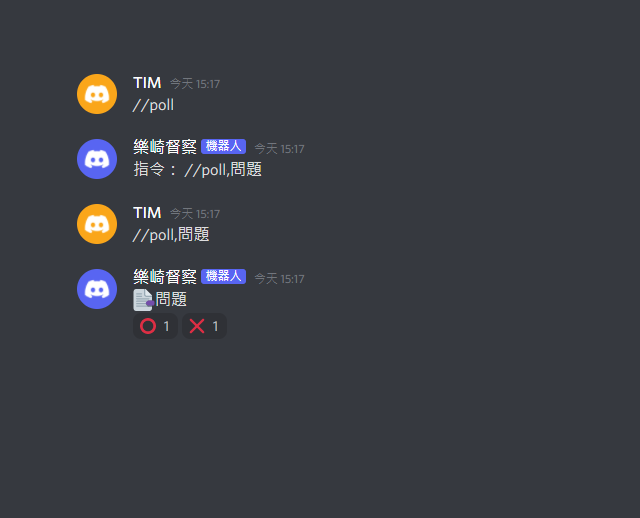 TIM 今天 15:17
//poll
樂崎督察 機器人 今天 15:17
指令： //poll,問題
TIM 今天 15:17
//poll,問題
樂崎督察 機器人 今天 15:17
問題
1 1